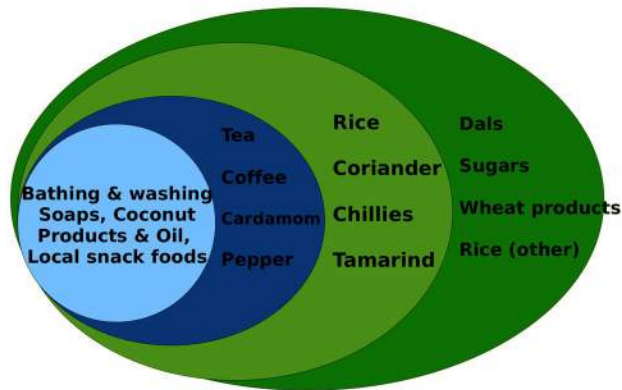 Bathing & washing
Soaps, Coconut
Products & Oil,
Local snack foods
Tea
Coffee
Cardamom
Pepper
Rice
Coriander
Chillies
Tamarind
Dals
Sugars
Wheat products
Rice (other)